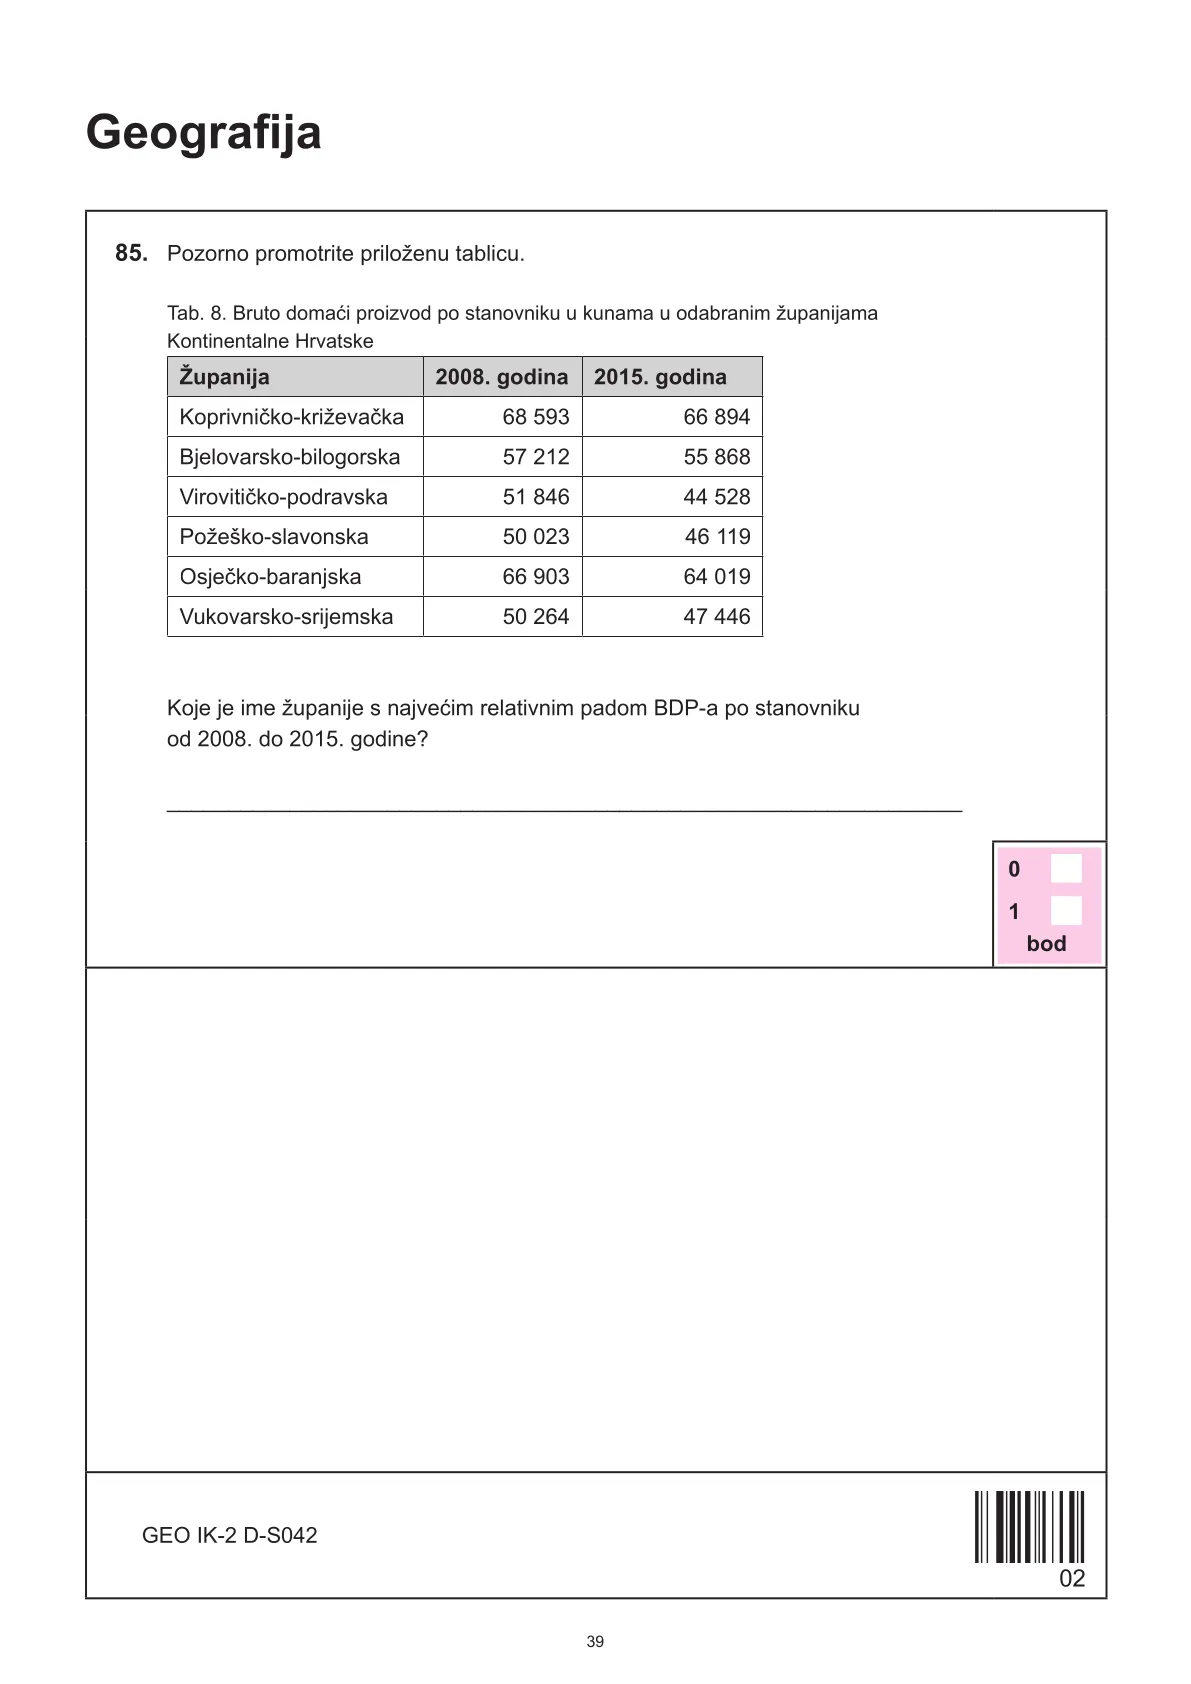 Geografija
85. Pozorno promotrite priloženu tablicu.
Tab. 8. Bruto domaći proizvod po stanovniku u kunama u odabranim županijama
Kontinentalne Hrvatske
Županija 2008. godina 2015. godina
Koprivničko-križevačka 68 593 66 894
Bjelovarsko-bilogorska 57 212 55 868
Virovitičko-podravska 51 846 44 528
Požeško-slavonska 50 023 46 119
Osječko-baranjska 66 903 64 019
Vukovarsko-srijemska 50 264 47 446
Koje je ime županije s najvećim relativnim padom BDP-a po stanovniku
od 2008. do 2015. godine?
0
1
bod
GEO IK-2 D-S042
02
39